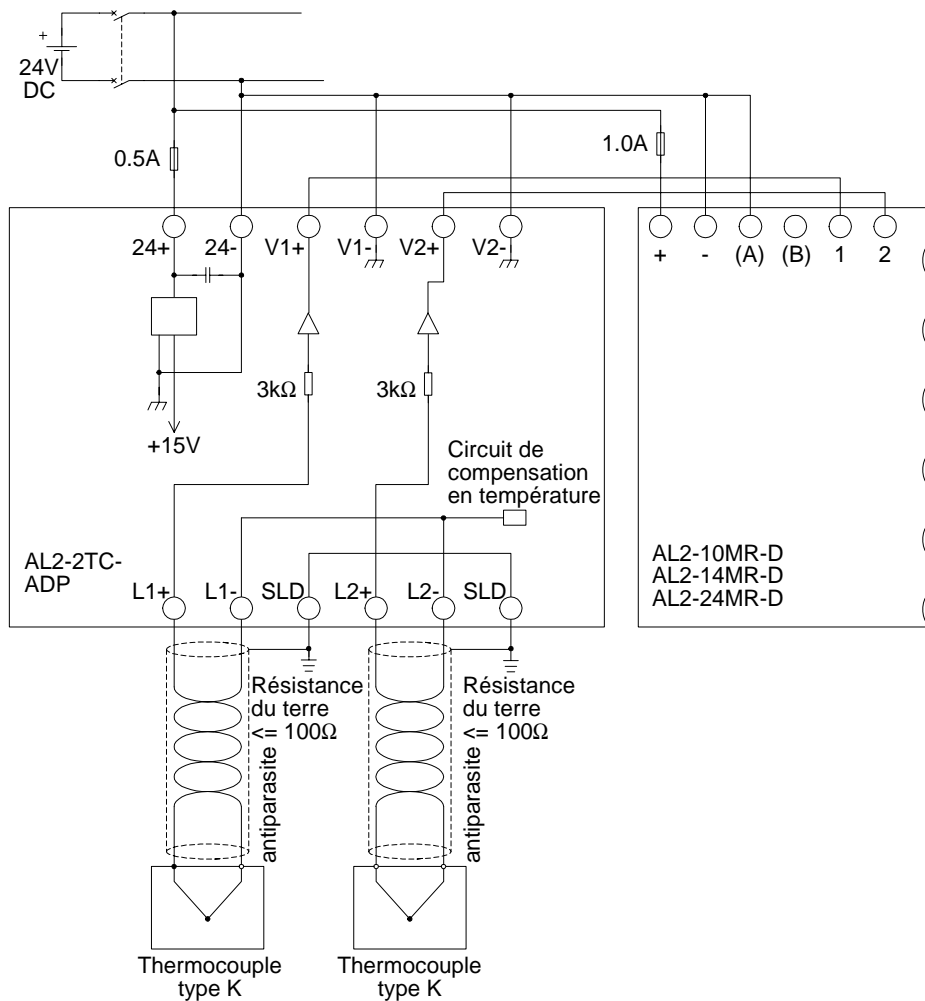 +
24V
DC
0.5A
1.0A
24+ 24- V1+ V1- V2+ V2-
+ - (A) (B) 1 2
3kΩ 3kΩ
+15V
Circuit de
compensation
en température
AL2-2TC-
ADP
AL2-10MR-D
AL2-14MR-D
AL2-24MR-D
L1+ L1- SLD L2+ L2- SLD
Résistance
du terre
<= 100Ω
antiparasite
Résistance
du terre
<= 100Ω
antiparasite
Thermocouple
type K
Thermocouple
type K